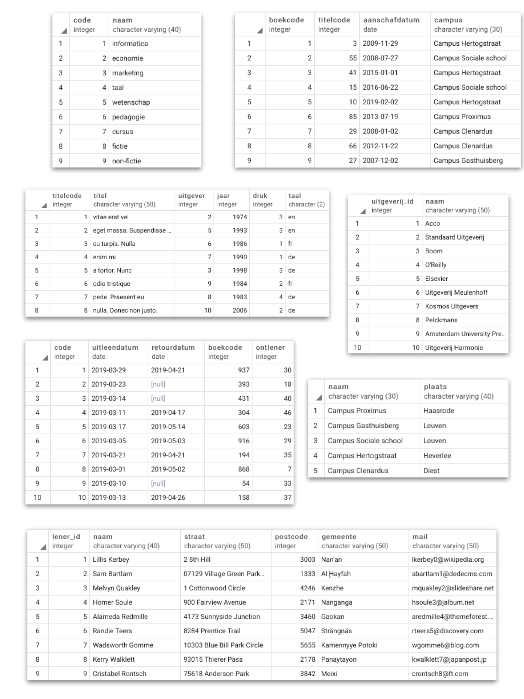 code naam
integer character varying (40)
1 1 informatica
2 2 economie
3 3 marketing
4 4 taal
5 5 wetenschap
6 6 pedagogie
7 7 cursus
8 8 fictie
9 9 non-fictie
boekcode titelcode aanschafdatum campus
integer integer date character varying (30)
1 1 3 2009-11-29 Campus Hertogstraat
2 2 55 2008-07-27 Campus Sociale school
3 3 41 2015-01-01 Campus Hertogstraat
4 4 15 2016-06-22 Campus Sociale school
5 5 10 2019-02-02 Campus Hertogstraat
6 6 85 2013-07-19 Campus Proximus
7 7 29 2008-01-02 Campus Clenardus
8 8 66 2012-11-22 Campus Clenardus
9 9 27 2007-12-02 Campus Gasthuisberg
titelcode titel uitgever jaar druk taal
integer character varying (50) integer integer integer character (2)
1 1 vitae erat vel 2 1974 3 en
2 2 eget massa. Suspendisse ... 5 1993 3 en
3 3 eu turpis. Nulla 6 1986 1 fr
4 4 enim mi 7 1990 1 de
5 5 a tortor. Nunc 3 1998 3 de
6 6 odio tristique 9 1984 2 fr
7 7 pede. Praesent eu 8 1983 4 de
8 8 nulla. Donec non justo. 10 2006 2 de
uitgeverij_id naam
integer character varying (50)
1 1 Acco
2 2 Standaard Uitgeverij
3 3 Boom
4 4 O'Reilly
5 5 Elsevier
6 6 Uitgeverij Meulenhoff
7 7 Kosmos Uitgevers
8 8 Pelckmans
9 9 Amsterdam University Pre...
10 10 Uitgeverij Harmonie
code uitleendatum retourdatum boekcode ontlener
integer date date integer integer
1 1 2019-03-29 2019-04-21 937 30
2 2 2019-03-23 [null] 393 18
3 3 2019-03-14 [null] 431 40
4 4 2019-03-11 2019-04-17 304 46
5 5 2019-03-17 2019-05-14 603 23
6 6 2019-03-05 2019-05-03 916 29
7 7 2019-03-21 2019-04-21 194 35
8 8 2019-03-01 2019-05-02 868 7
9 9 2019-03-10 [null] 54 33
10 10 2019-03-13 2019-04-26 158 37
naam plaats
character varying (30) character varying (40)
1 Campus Proximus Haasrode
2 Campus Gasthuisberg Leuven
3 Campus Sociale school Leuven
4 Campus Hertogstraat Heverlee
5 Campus Clenardus Diest
lener_id naam straat postcode gemeente mail
integer character varying (40) character varying (50) integer character varying (50) character varying (50)
1 1 Lillis Kerbey 2 5th Hill 3003 Nan'an lkerbey0@wikipedia.org
2 2 Sam Bartlam 07129 Village Green Park... 1333 Al Ḩayfah sbartlam1@dedecms.com
3 3 Melvyn Quakley 1 Cottonwood Circle 4246 Kenzhe mquakley2@slideshare.net
4 4 Homer Soule 900 Fairview Avenue 2171 Nanganga hsoule3@jalbum.net
5 5 Alameda Redmille 4173 Sunnyside Junction 3460 Gaokan aredmille4@themeforest....
6 6 Randie Teers 8284 Prentice Trail 5047 Strängnäs rteers5@discovery.com
7 7 Wadsworth Gomme 10303 Blue Bill Park Circle 5655 Kamennyye Potoki wgomme6@blog.com
8 8 Kerry Walklett 93015 Thierer Pass 2178 Panaytayon kwalklett7@japanpost.jp
9 9 Cristabel Rontsch 75618 Anderson Park 3842 Meixi crontsch8@ft.com